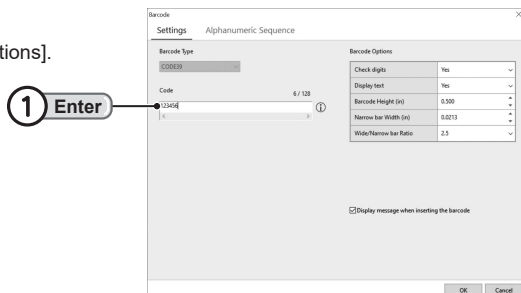 Barcode
Settings Alphanumeric Sequence
tions].
Barcode Type
CODE39
Code 6 / 128
123456
1 Enter
Barcode Options
Check digits Yes
Display text Yes
Barcode Height (in) 0.500
Narrow bar Width (in) 0.0213
Wide/Narrow bar Ratio 2.5
Display message when inserting the barcode
OK Cancel